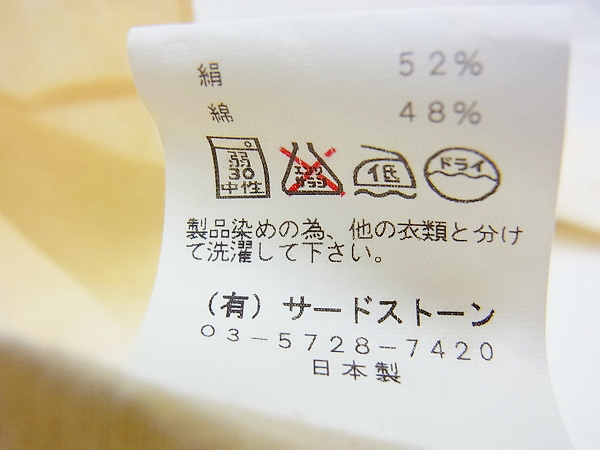 絹 52%
綿 48%
弱 30 中性 エンソ サラシ 低 ドライ
製品染めの為、他の衣類と分け
て洗濯して下さい。
(有) サードストーン
03-5728-7420
日本製